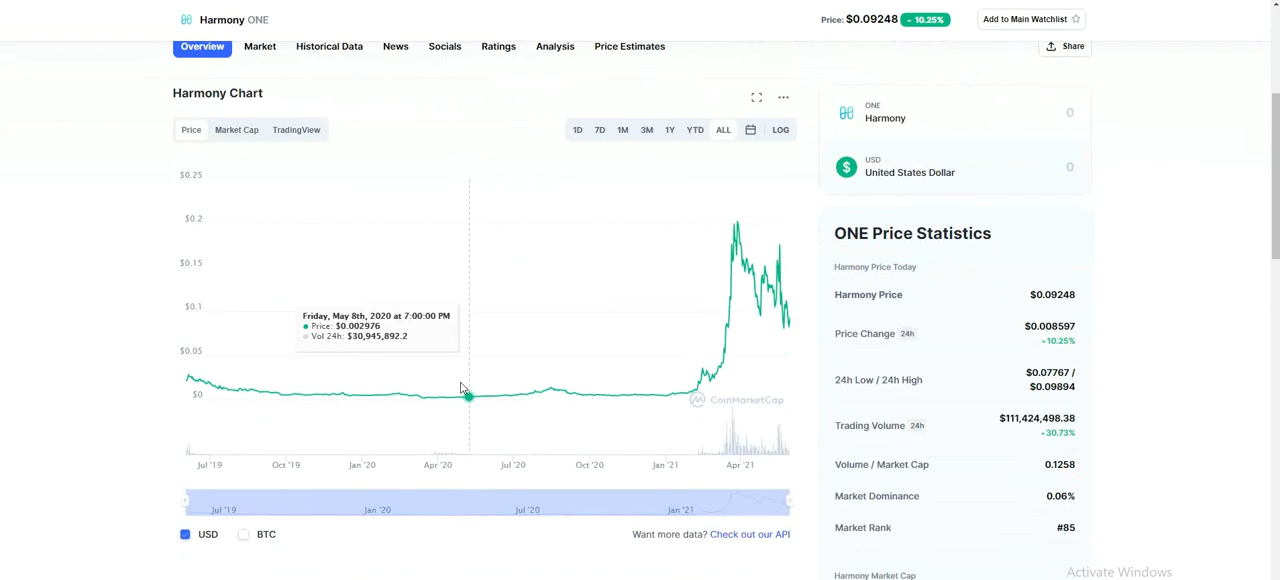 Harmony ONE
Price: $0.09248 10.25%
Add to Main Watchlist
Overview Market Historical Data News Socials Ratings Analysis Price Estimates
Share
Harmony Chart
Price Market Cap TradingView
1D 7D 1M 3M 1Y YTD ALL LOG
ONE
Harmony
0
USD
United States Dollar
0
$0.25
$0.2
$0.15
$0.1
$0.05
$0
Friday, May 8th, 2020 at 7:00:00 PM
Price: $0.002976
Vol 24h: $30,945,892.2
CoinMarketCap
Jul '19 Oct '19 Jan '20 Apr '20 Jul '20 Oct '20 Jan '21 Apr '21
Jul '19 Jan '20 Jul '20 Jan '21
USD BTC
Want more data? Check out our API
ONE Price Statistics
Harmony Price Today
Harmony Price $0.09248
Price Change 24h $0.008597
10.25%
24h Low / 24h High $0.07767 /
$0.09894
Trading Volume 24h $111,424,498.38
30.73%
Volume / Market Cap 0.1258
Market Dominance 0.06%
Market Rank #85
Harmony Market Cap
Activate Windows